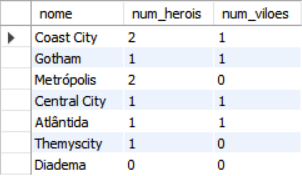 nome num_herois num_viloes
Coast City 2 1
Gotham 1 1
Metrópolis 2 0
Central City 1 1
Atlântida 1 1
Themyscity 1 0
Diadema 0 0